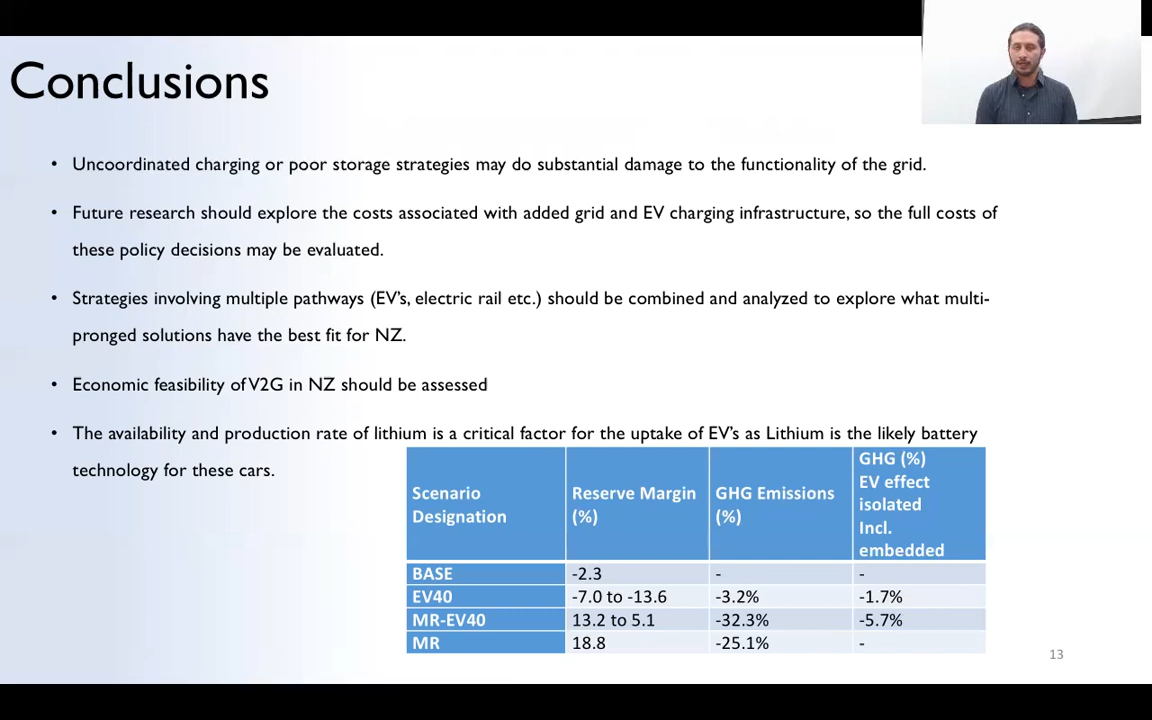 Conclusions
• Uncoordinated charging or poor storage strategies may do substantial damage to the functionality of the grid.
• Future research should explore the costs associated with added grid and EV charging infrastructure, so the full costs of
these policy decisions may be evaluated.
• Strategies involving multiple pathways (EV's, electric rail etc.) should be combined and analyzed to explore what multi-
pronged solutions have the best fit for NZ.
• Economic feasibility of V2G in NZ should be assessed
• The availability and production rate of lithium is a critical factor for the uptake of EV's as Lithium is the likely battery
technology for these cars.
Scenario
Designation
Reserve Margin
(%)
GHG Emissions
(%)
GHG (%)
EV effect
isolated
Incl.
embedded
BASE -2.3 - -
EV40 -7.0 to -13.6 -3.2% -1.7%
MR-EV40 13.2 to 5.1 -32.3% -5.7%
MR 18.8 -25.1% -
13